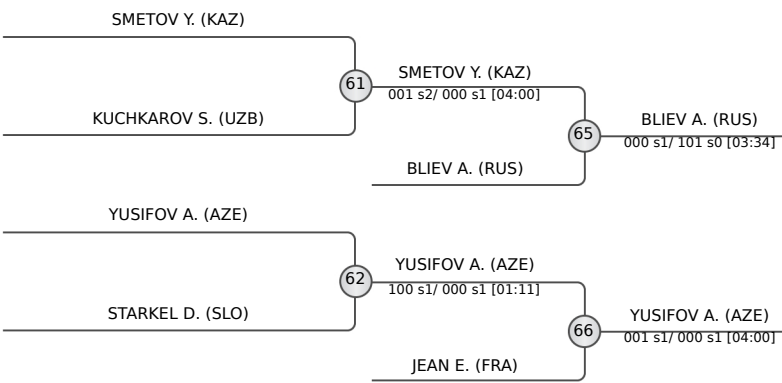 SMETOV Y. (KAZ)
61
SMETOV Y. (KAZ)
001 s2/ 000 s1 [04:00]
KUCHKAROV S. (UZB)
65
BLIEV A. (RUS)
000 s1/ 101 s0 [03:34]
BLIEV A. (RUS)
YUSIFOV A. (AZE)
62
YUSIFOV A. (AZE)
100 s1/ 000 s1 [01:11]
STARKEL D. (SLO)
66
YUSIFOV A. (AZE)
001 s1/ 000 s1 [04:00]
JEAN E. (FRA)